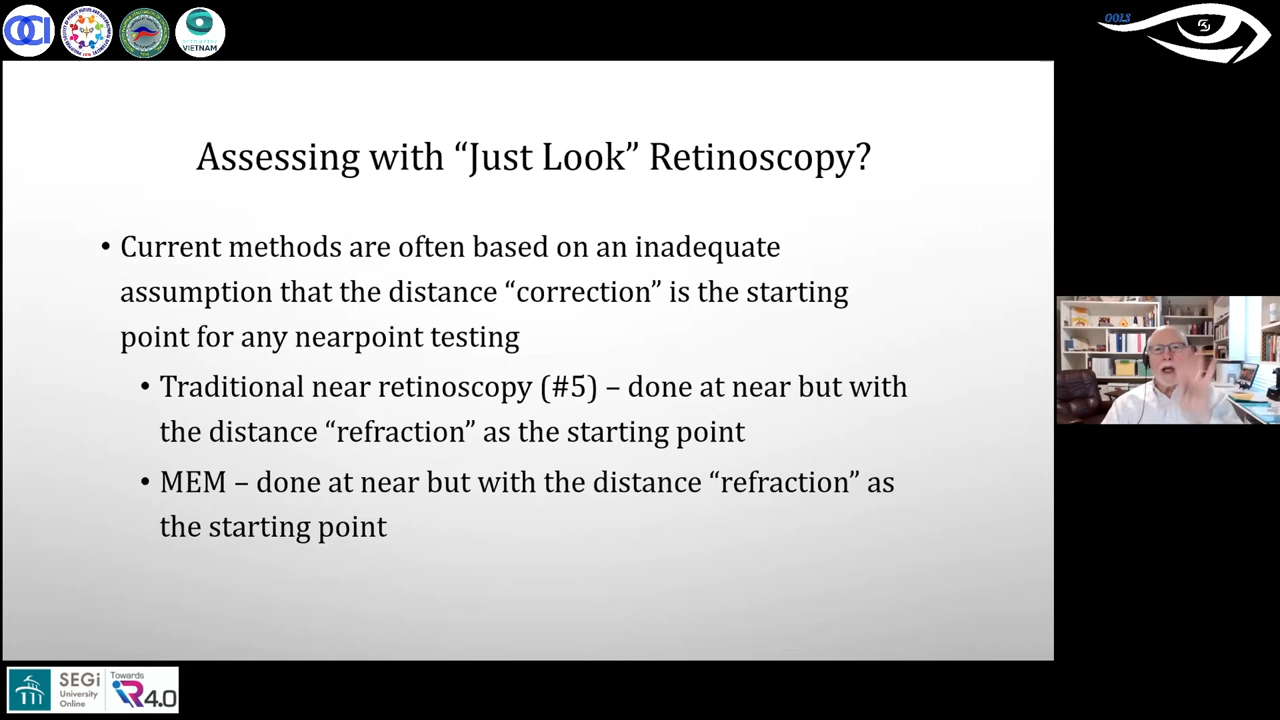 OCI
VIETNAM
OOLS
Assessing with “Just Look” Retinoscopy?
• Current methods are often based on an inadequate
assumption that the distance “correction” is the starting
point for any nearpoint testing
• Traditional near retinoscopy (#5) – done at near but with
the distance “refraction” as the starting point
• MEM – done at near but with the distance “refraction” as
the starting point
SEGi
University
Online
Towards
iR4.0